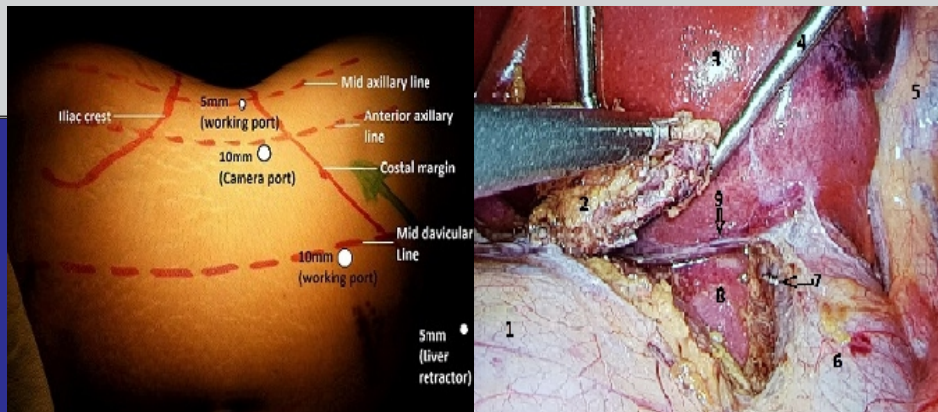 Mid axillary line
5mm
(working port)
Iliac crest
Anterior axillary
line
10mm
(Camera port)
Costal margin
Mid davicular
Line
10mm
(working port)
5mm
(liver
retractor)
3
4
5
2
9
7
8
1
6